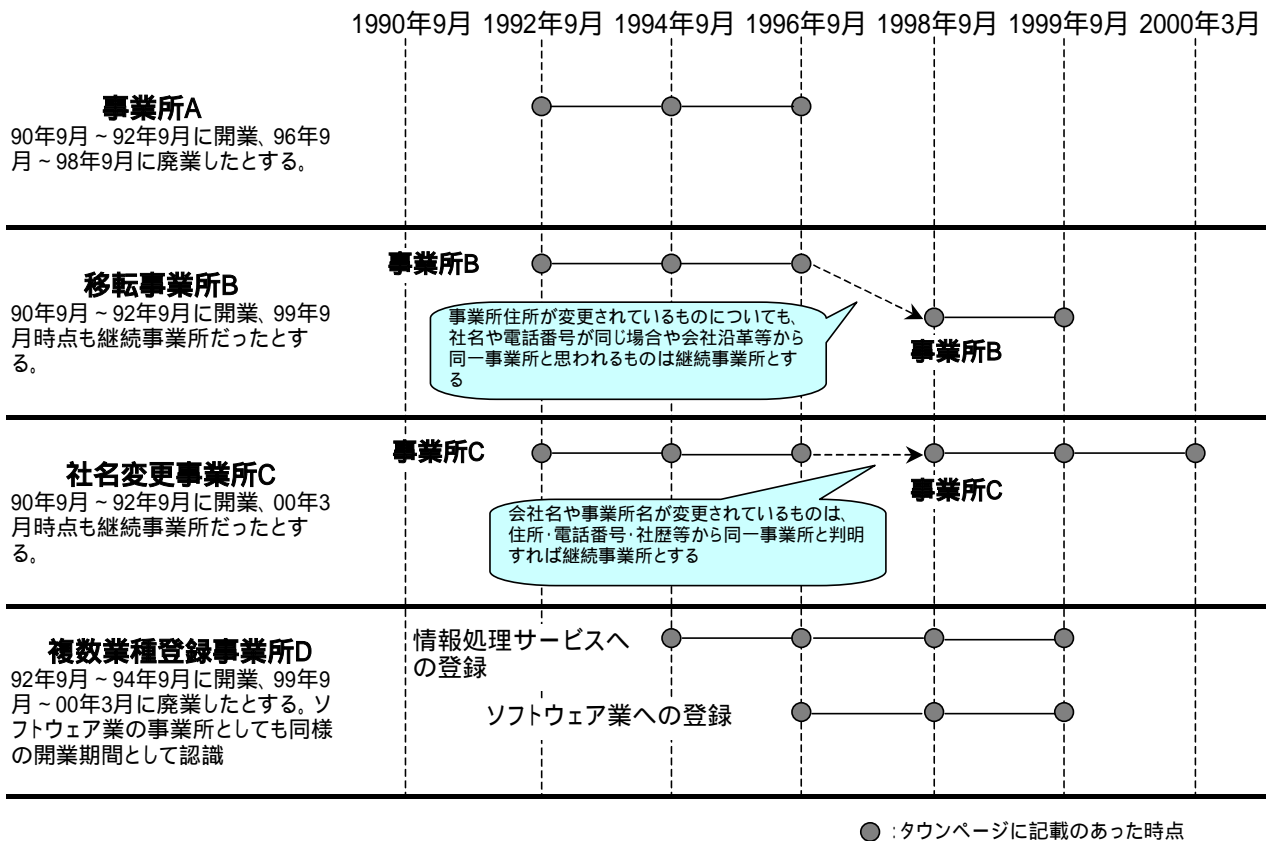 1990年9月 1992年9月 1994年9月 1996年9月 1998年9月 1999年9月 2000年3月
事業所A
90年9月～92年9月に開業、96年9
月～98年9月に廃業したとする。
移転事業所B
90年9月～92年9月に開業、99年9
月時点も継続事業所だったとす
る。
事業所B
事業所住所が変更されているものについても、
社名や電話番号が同じ場合や会社沿革等から
同一事業所と思われるものは継続事業所とす
る
事業所B
社名変更事業所C
90年9月～92年9月に開業、00年3
月時点も継続事業所だったとす
る。
事業所C
会社名や事業所名が変更されているものは、
住所・電話番号・社歴等から同一事業所と判明
すれば継続事業所とする
事業所C
複数業種登録事業所D
92年9月～94年9月に開業、99年9
月～00年3月に廃業したとする。ソ
フトウェア業の事業所としても同様
の開業期間として認識
情報処理サービスへ
の登録
ソフトウェア業への登録
:タウンページに記載のあった時点